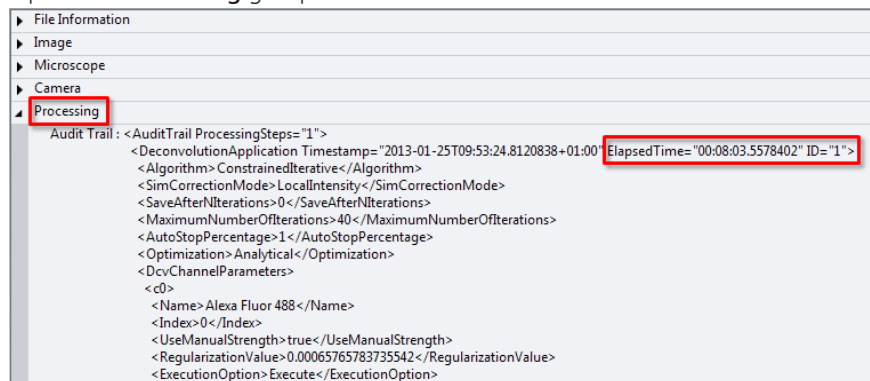 File Information
Image
Microscope
Camera
Processing
Audit Trail : <AuditTrail ProcessingSteps="1">
<DeconvolutionApplication Timestamp="2013-01-25T09:53:24.8120838+01:00" ElapsedTime="00:08:03.5578402" ID="1">
<Algorithm>ConstrainedIterative</Algorithm>
<SimCorrectionMode>LocalIntensity</SimCorrectionMode>
<SaveAfterNIterations>0</SaveAfterNIterations>
<MaximumNumberOfIterations>40</MaximumNumberOfIterations>
<AutoStopPercentage>1</AutoStopPercentage>
<Optimization>Analytical</Optimization>
<DcvChannelParameters>
<c0>
<Name>Alexa Fluor 488</Name>
<Index>0</Index>
<UseManualStrength>true</UseManualStrength>
<RegularizationValue>0.00065765783735542</RegularizationValue>
<ExecutionOption>Execute</ExecutionOption>